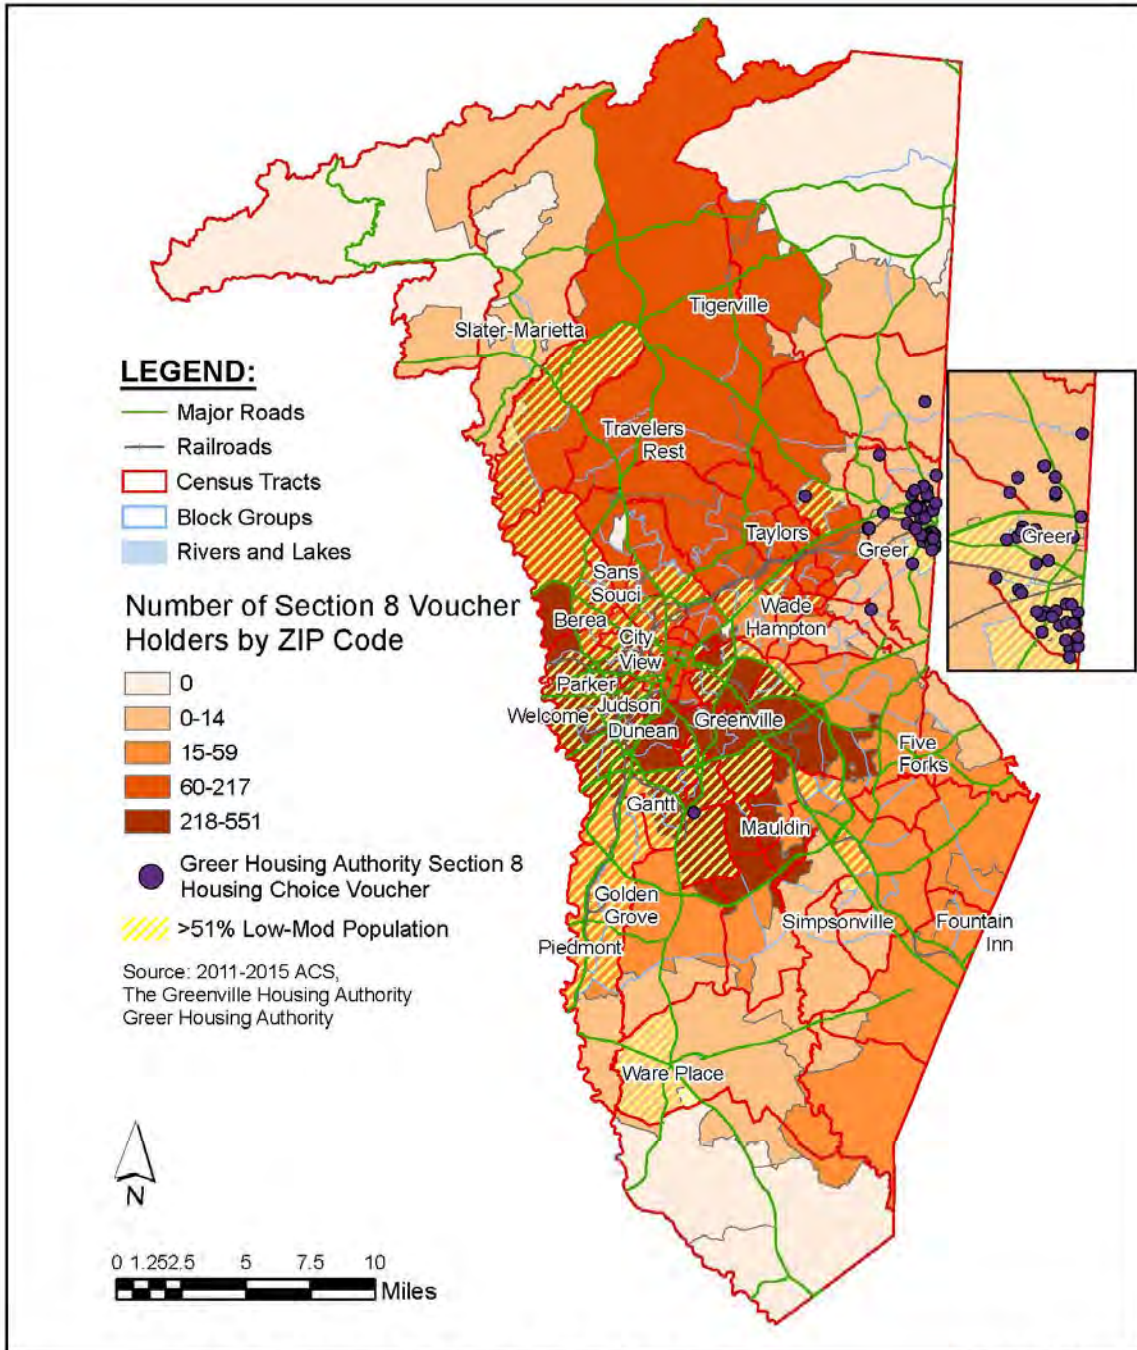 Tigerville
Slater-Marietta
LEGEND:
Major Roads
Railroads
Census Tracts
Block Groups
Rivers and Lakes
Number of Section 8 Voucher
Holders by ZIP Code
0
0-14
15-59
60-217
218-551
Greer Housing Authority Section 8
Housing Choice Voucher
>51% Low-Mod Population
Source: 2011-2015 ACS,
The Greenville Housing Authority
Greer Housing Authority
Travelers
Rest
Taylors
Greer
Greer
Sans
Souci
Berea
Wade
Hampton
City
View
Parker
Judson
Welcome
Dunean
Greenville
Five
Forks
Gantt
Mauldin
Golden
Grove
Simpsonville
Fountain
Inn
Piedmont
Ware Place
N
0 1.252.5 5 7.5 10
Miles